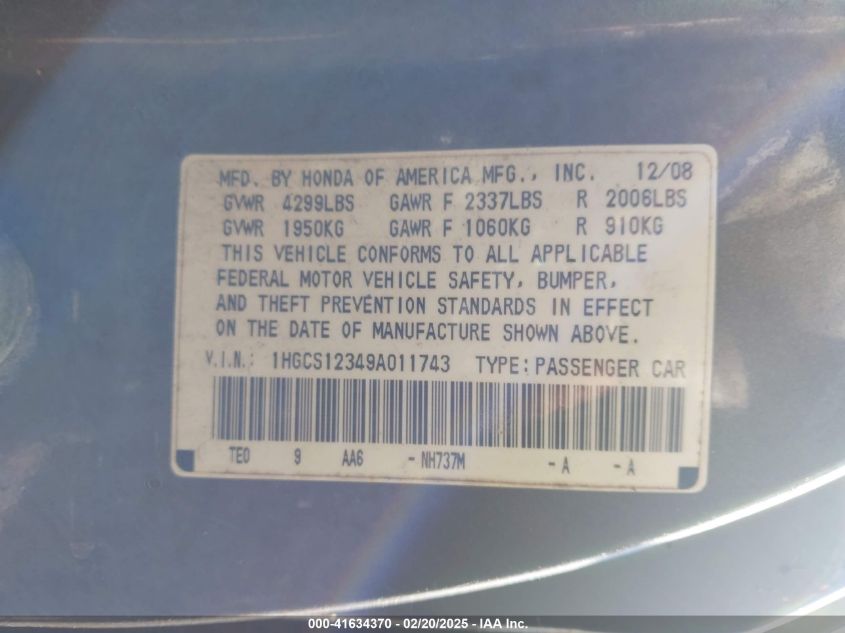 MFD. BY HONDA OF AMERICA MFG., INC. 12/08
GVWR 4299LBS GAWR F 2337LBS R 2006LBS
GVWR 1950KG GAWR F 1060KG R 910KG
THIS VEHICLE CONFORMS TO ALL APPLICABLE
FEDERAL MOTOR VEHICLE SAFETY, BUMPER,
AND THEFT PREVENTION STANDARDS IN EFFECT
ON THE DATE OF MANUFACTURE SHOWN ABOVE.
V.I.N.: 1HGCS12349A011743 TYPE: PASSENGER CAR
TE0 9 AA6 - NH737M - A - A
000-41634370 - 02/20/2025 - IAA Inc.